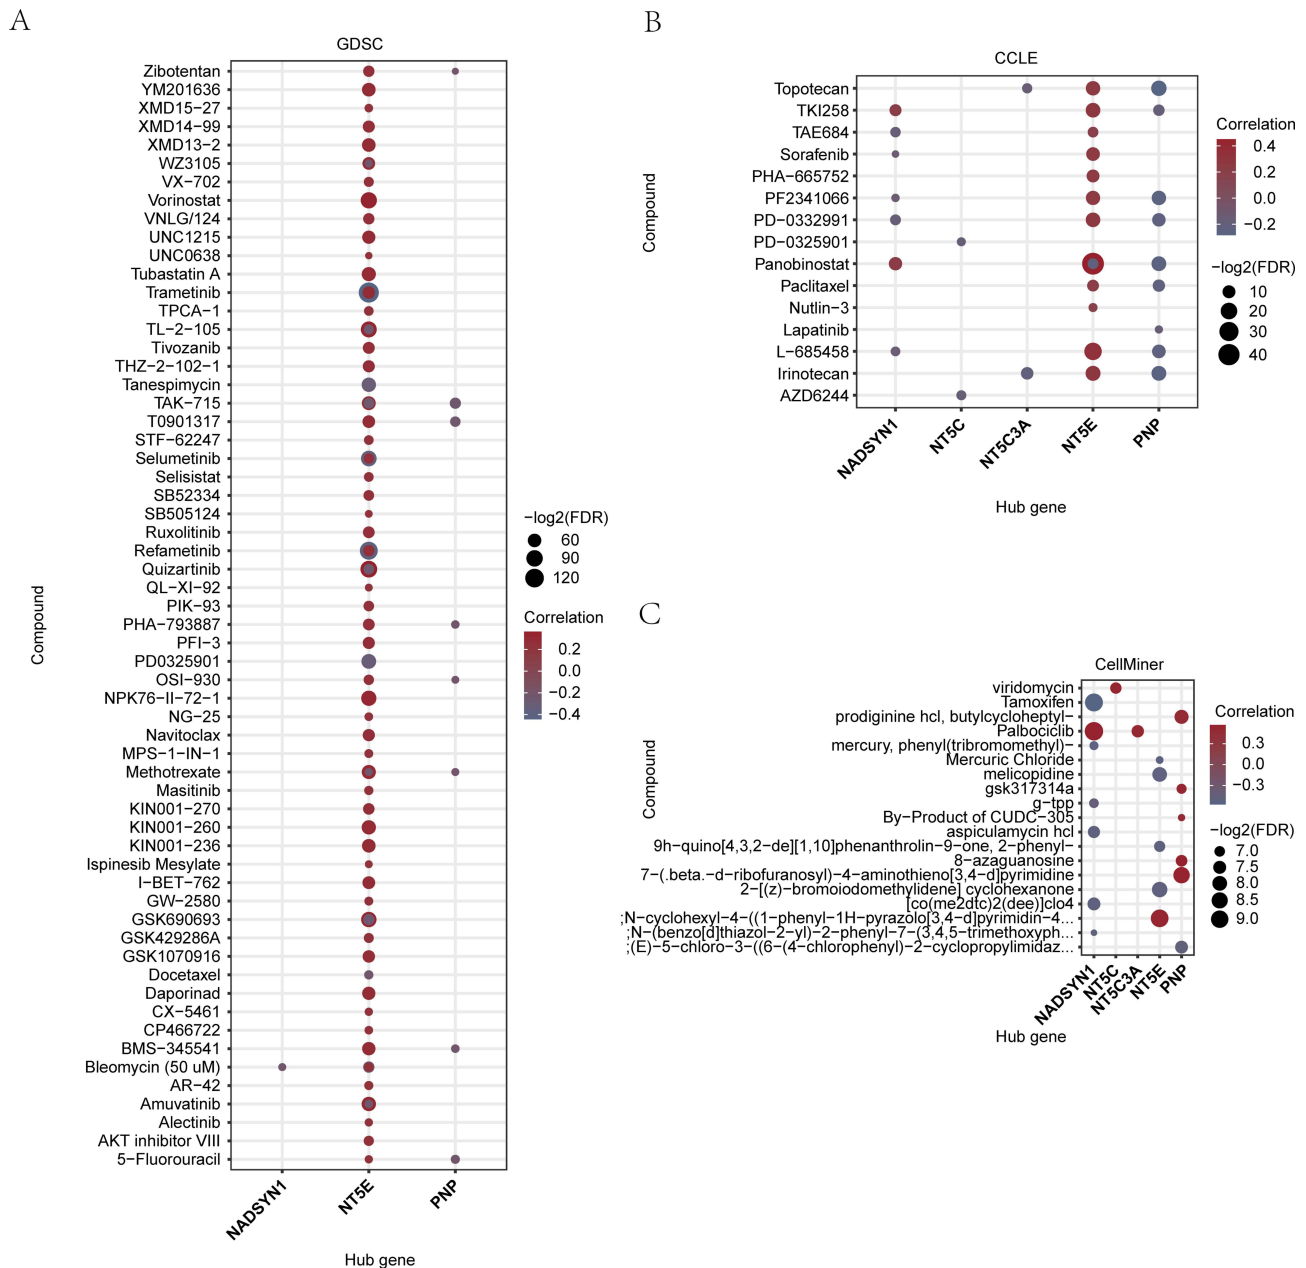 A
GDSC
Compound
Zibotentan
YM201636
XMD15−27
XMD14−99
XMD13−2
WZ3105
VX−702
Vorinostat
VNLG/124
UNC1215
UNC0638
Tubastatin A
Trametinib
TPCA−1
TL−2−105
Tivozanib
THZ−2−102−1
Tanespimycin
TAK−715
T0901317
STF−62247
Selumetinib
Selisistat
SB52334
SB505124
Ruxolitinib
Refametinib
Quizartinib
QL−XI−92
PIK−93
PHA−793887
PFI−3
PD0325901
OSI−930
NPK76−II−72−1
NG−25
Navitoclax
MPS−1−IN−1
Methotrexate
Masitinib
KIN001−270
KIN001−260
KIN001−236
Ispinesib Mesylate
I−BET−762
GW−2580
GSK690693
GSK429286A
GSK1070916
Docetaxel
Daporinad
CX−5461
CP466722
BMS−345541
Bleomycin (50 uM)
AR−42
Amuvatinib
Alectinib
AKT inhibitor VIII
5−Fluorouracil
NADSYN1
NT5E
PNP
Hub gene
−log2(FDR)
60
90
120
Correlation
0.2
0.0
−0.2
−0.4
B
CCLE
Compound
Topotecan
TKI258
TAE684
Sorafenib
PHA−665752
PF2341066
PD−0332991
PD−0325901
Panobinostat
Paclitaxel
Nutlin−3
Lapatinib
L−685458
Irinotecan
AZD6244
NADSYN1
NT5C
NT5C3A
NT5E
PNP
Hub gene
Correlation
0.4
0.2
0.0
−0.2
−log2(FDR)
10
20
30
40
C
CellMiner
Compound
viridomycin
Tamoxifen
prodiginine hcl, butylcycloheptyl−
Palbociclib
mercury, phenyl(tribromomethyl)−
Mercuric Chloride
melicopidine
gsk317314a
g−tpp
By−Product of CUDC−305
aspiculamycin hcl
9h−quino[4,3,2−de][1,10]phenanthrolin−9−one, 2−phenyl−
8−azaguanosine
7−(.beta.−d−ribofuranosyl)−4−aminothieno[3,4−d]pyrimidine
2−[(z)−bromoiodomethylidene] cyclohexanone
[co(me2dtc)2(dee)]clo4
;N−cyclohexyl−4−((1−phenyl−1H−pyrazolo[3,4−d]pyrimidin−4...
;N−(benzo[d]thiazol−2−yl)−2−phenyl−7−(3,4,5−trimethoxyph...
;(E)−5−chloro−3−((6−(4−chlorophenyl)−2−cyclopropylimidaz...
NADSYN1
NT5C
NT5C3A
NT5E
PNP
Hub gene
Correlation
0.3
0.0
−0.3
−log2(FDR)
7.0
7.5
8.0
8.5
9.0